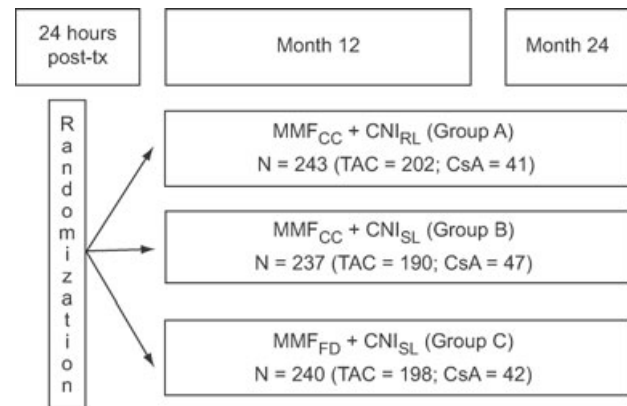 24 hours
post-tx
Month 12
Month 24
Randomization
MMFCC + CNIRL (Group A)
N = 243 (TAC = 202; CsA = 41)
MMFCC + CNISL (Group B)
N = 237 (TAC = 190; CsA = 47)
MMFFD + CNISL (Group C)
N = 240 (TAC = 198; CsA = 42)